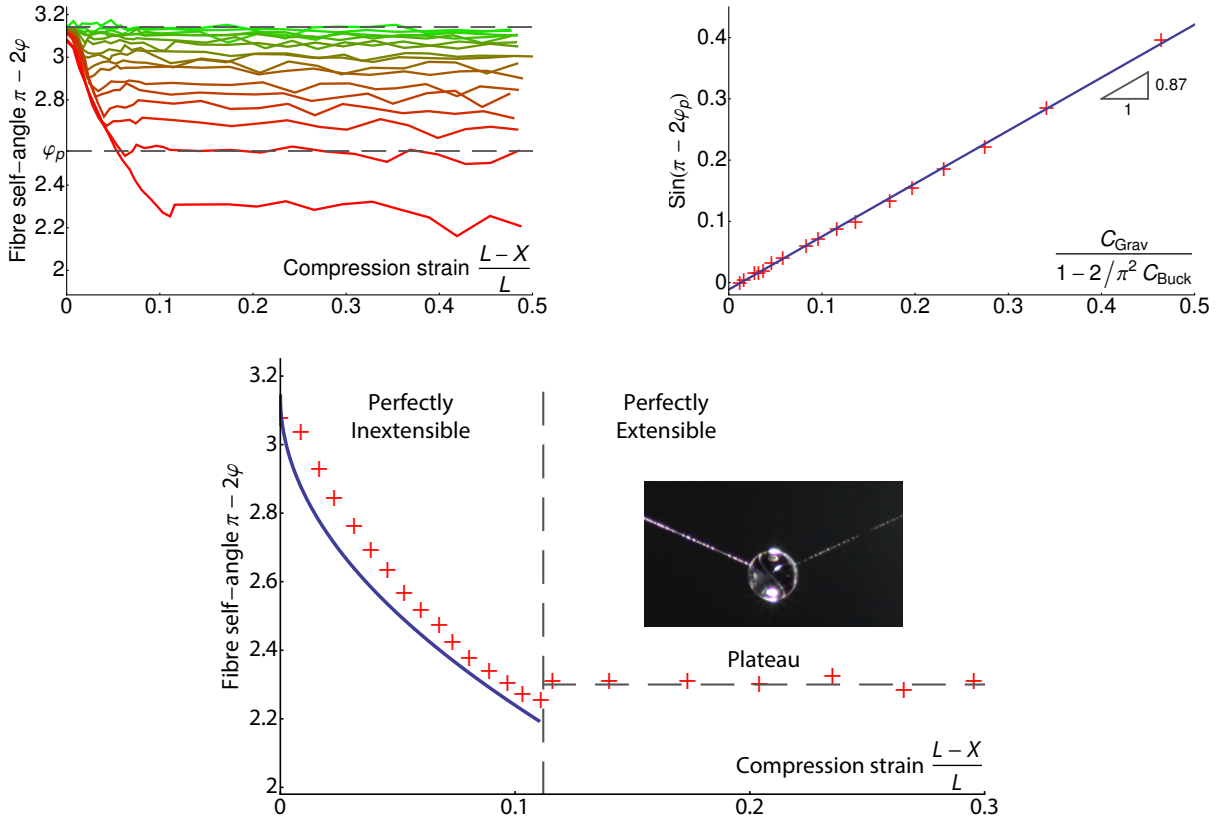 3.2
3.0
2.8
φp
2.4
2.2
2
Fibre self-angle π − 2φ
Compression strain (L − X)/L
0 0.1 0.2 0.3 0.4 0.5
0.4
0.3
0.2
0.1
0
Sin(π − 2φp)
0.87
1
C Grav
1 − 2/π² C Buck
0 0.1 0.2 0.3 0.4 0.5
3.2
3
2.8
2.6
2.4
2.2
2
Fibre self-angle π − 2φ
Perfectly
Inextensible
Perfectly
Extensible
Plateau
Compression strain (L − X)/L
0 0.1 0.2 0.3